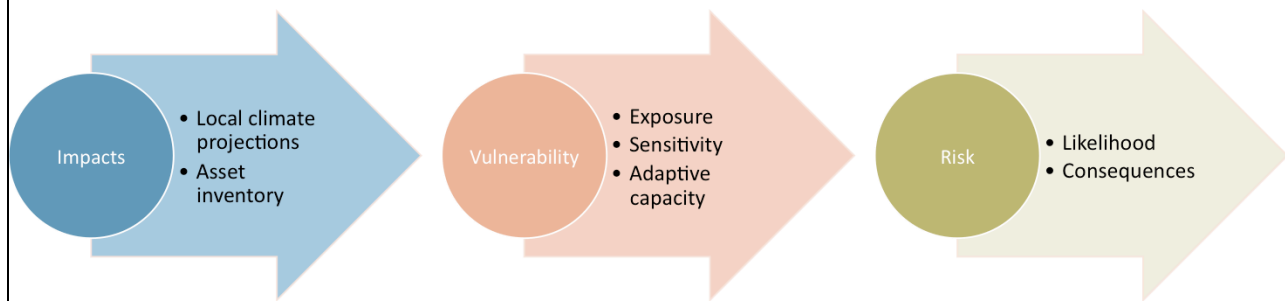 Impacts
• Local climate
projections
• Asset
inventory
Vulnerability
• Exposure
• Sensitivity
• Adaptive
capacity
Risk
• Likelihood
• Consequences